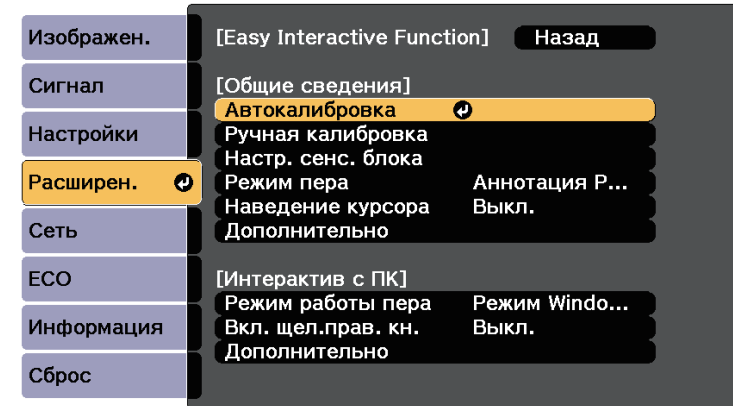 Изображен.
Сигнал
Настройки
Расширен.
Сеть
ECO
Информация
Сброс
[Easy Interactive Function] Назад
[Общие сведения]
Автокалибровка
Ручная калибровка
Настр. сенс. блока
Режим пера Аннотация P...
Наведение курсора Выкл.
Дополнительно
[Интерактив с ПК]
Режим работы пера Режим Windo...
Вкл. щел.прав. кн. Выкл.
Дополнительно